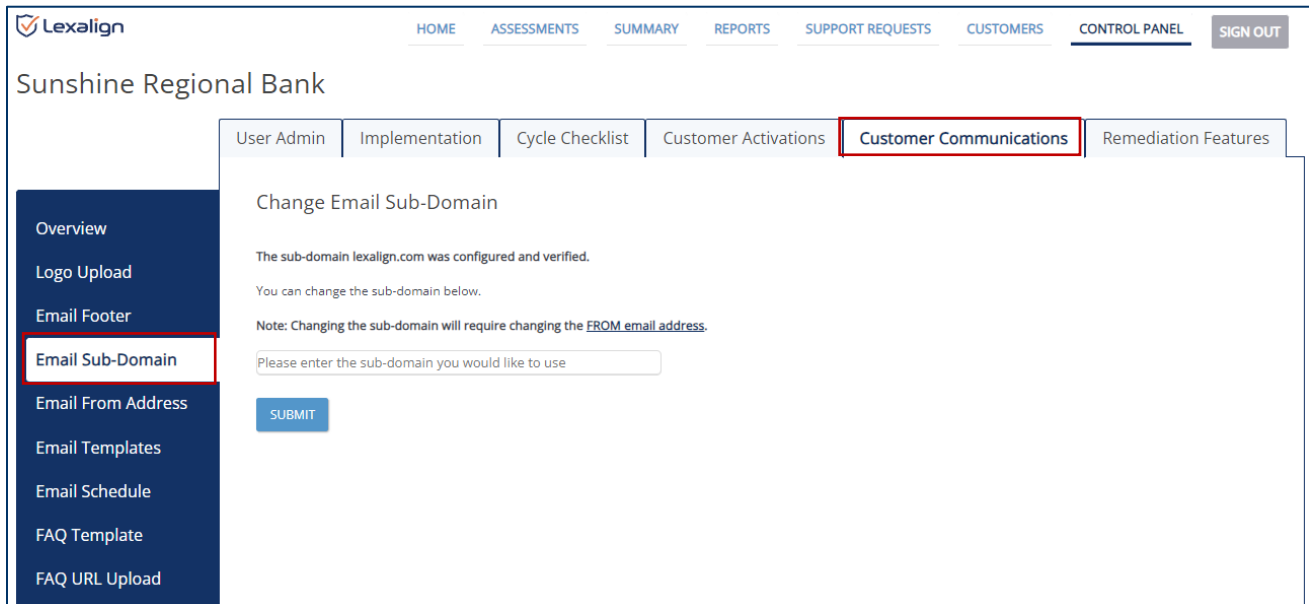 Lexalign
HOME ASSESSMENTS SUMMARY REPORTS SUPPORT REQUESTS CUSTOMERS CONTROL PANEL SIGN OUT
Sunshine Regional Bank
User Admin Implementation Cycle Checklist Customer Activations Customer Communications Remediation Features
Overview
Logo Upload
Email Footer
Email Sub-Domain
Email From Address
Email Templates
Email Schedule
FAQ Template
FAQ URL Upload
Change Email Sub-Domain
The sub-domain lexalign.com was configured and verified.
You can change the sub-domain below.
Note: Changing the sub-domain will require changing the FROM email address.
Please enter the sub-domain you would like to use
SUBMIT